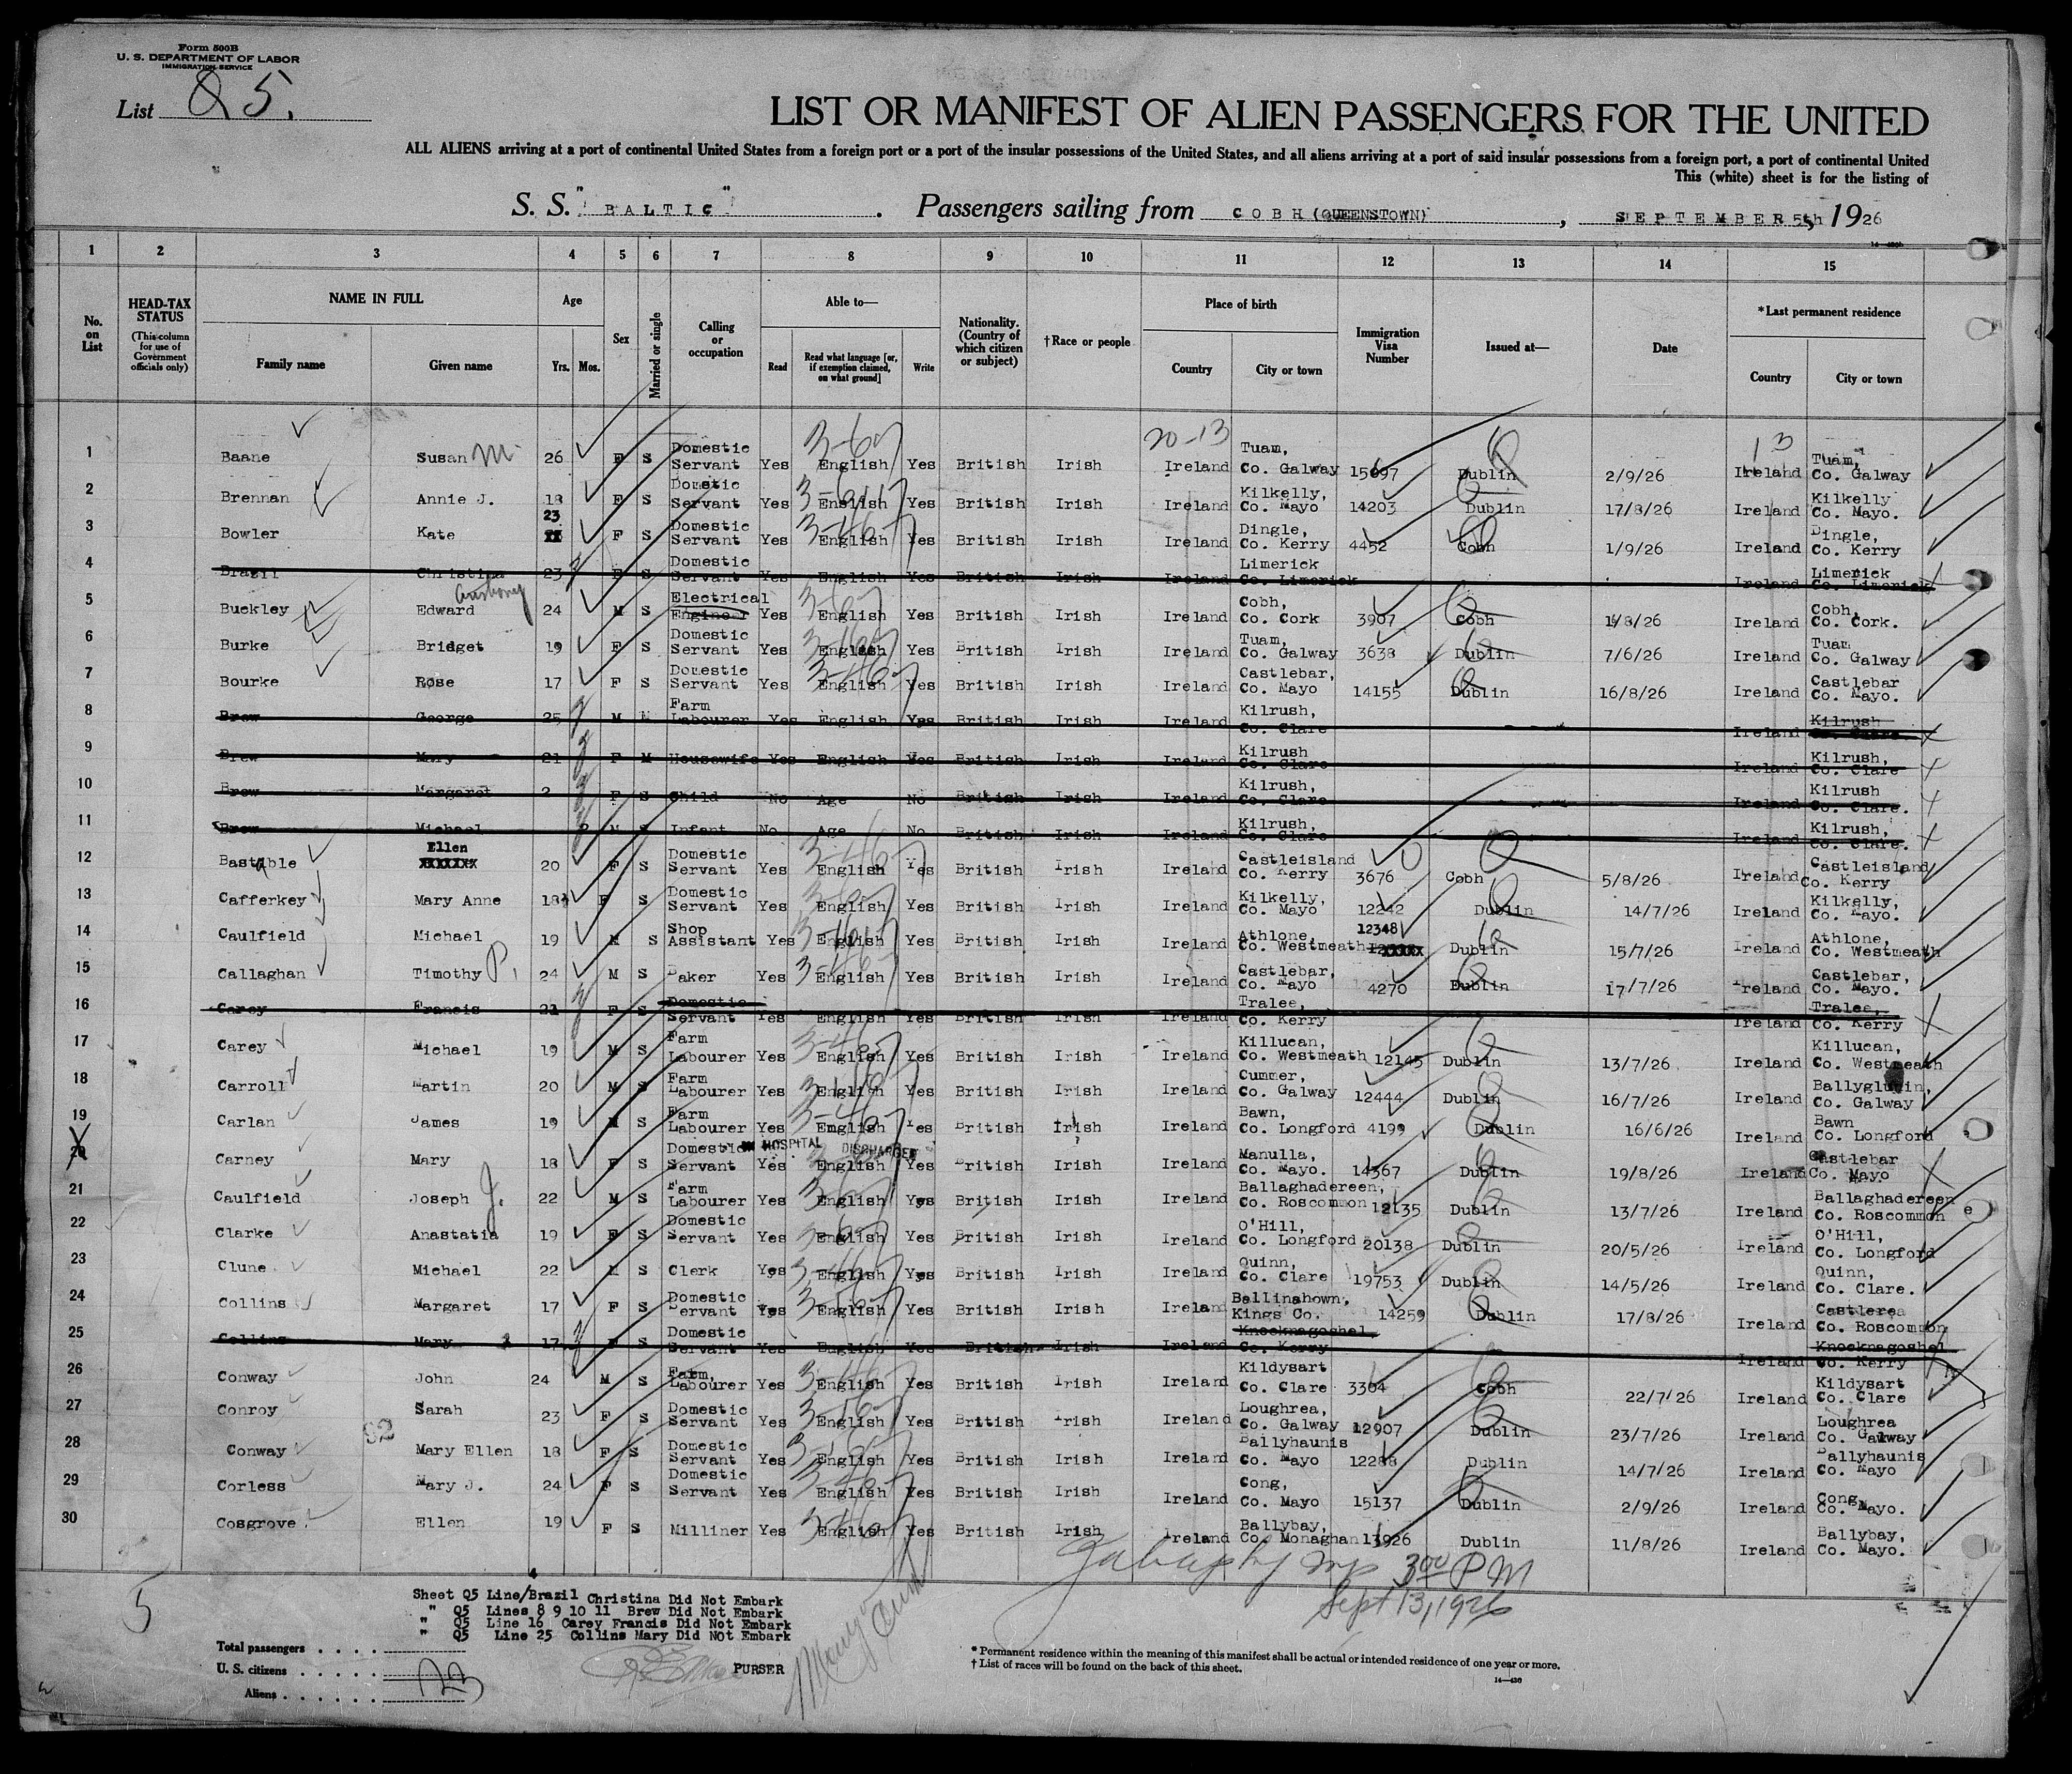 Form 500B
U. S. DEPARTMENT OF LABOR
IMMIGRATION SERVICE
List Q5.
LIST OR MANIFEST OF ALIEN PASSENGERS FOR THE UNITED
ALL ALIENS arriving at a port of continental United States from a foreign port or a port of the insular possessions of the United States, and all aliens arriving at a port of said insular possessions from a foreign port, a port of continental United
This (white) sheet is for the listing of
S. S. "BALTIC". Passengers sailing from COBH (QUEENSTOWN), SEPTEMBER 5th, 1926
1 2 3 4 5 6 7 8 9 10 11 12 13 14 15
No. on List HEAD-TAX STATUS (This column for use of Government officials only) NAME IN FULL Family name Given name Age Yrs. Mos. Sex Married or single Calling or occupation Able to— Read Read what language [or, if exemption claimed, on what ground] Write Nationality. (Country of which citizen or subject) †Race or people Place of birth Country City or town Immigration Visa Number Issued at— Date *Last permanent residence Country City or town
1 Baane Susan M 26 F S Domestic Servant Yes English Yes British Irish Ireland Tuam, Co. Galway 15097 Dublin 2/9/26 Ireland Tuam, Co. Galway
2 Brennan Annie J. 18 F S Domstic Servant Yes English Yes British Irish Ireland Kilkelly, Co. Mayo 14203 Dublin 17/8/26 Ireland Kilkelly Co. Mayo.
3 Bowler Kate 23 F S Domestic Servant Yes English Yes British Irish Ireland Dingle, Co. Kerry 4452 Cobh 1/9/26 Ireland Dingle, Co. Kerry
4 Brazil Christina 23 F S Domestic Servant Yes English Yes British Irish Ireland Limerick Co. Limerick Ireland Limerick Co. Limerick
5 Buckley Edward Anthony 24 M S Electrical Engineer Yes English Yes British Irish Ireland Cobh, Co. Cork 3907 Cobh /8/26 Ireland Cobh, Co. Cork.
6 Burke Bridget 19 F S Domestic Servant Yes English Yes British Irish Ireland Tuam, Co. Galway 3638 Dublin 7/6/26 Ireland Tuam Co. Galway
7 Bourke Rose 17 F S Domestic Servant Yes English Yes British Irish Ireland Castlebar, Co. Mayo 14155 Dublin 16/8/26 Ireland Castlebar Co. Mayo.
8 Brew George 25 M M Farm Labourer Yes English Yes British Irish Ireland Kilrush, Co. Clare Ireland Kilrush Co. Clare.
9 Brew Mary 21 F M Housewife Yes English Yes British Irish Ireland Kilrush Co. Clare Ireland Kilrush, Co. Clare
10 Brew Margaret 2 F S Child No Age No British Irish Ireland Kilrush, Co. Clare Ireland Kilrush Co. Clare.
11 Brew Michael M S Infant No Age No British Irish Ireland Kilrush, Co. Clare Ireland Kilrush, Co. Clare.
12 Bastable Ellen 20 F S Domestic Servant Yes English Yes British Irish Ireland Castleisland Co. Kerry 3676 Cobh 5/8/26 Ireland Castleisland Co. Kerry
13 Cafferkey Mary Anne 18 F S Domestic Servant Yes English Yes British Irish Ireland Kilkelly, Co. Mayo 12242 Dublin 14/7/26 Ireland Kilkelly, Co. Mayo.
14 Caulfield Michael 19 M S Shop Assistant Yes English Yes British Irish Ireland Athlone, Co. Westmeath 12348 Dublin 15/7/26 Ireland Athlone, Co. Westmeath
15 Callaghan Timothy P. 24 M S Baker Yes English Yes British Irish Ireland Castlebar, Co. Mayo 4270 Dublin 17/7/26 Ireland Castlebar, Co. Mayo.
16 Carey Francis 21 F S Domestic Servant Yes English Yes British Irish Ireland Tralee, Co. Kerry Ireland Tralee, Co. Kerry
17 Carey Michael 19 M S Farm Labourer Yes English Yes British Irish Ireland Killucan, Co. Westmeath 12145 Dublin 13/7/26 Ireland Killucan, Co. Westmeath
18 Carroll Martin 20 M S Farm Labourer Yes English Yes British Irish Ireland Cummer, Co. Galway 12444 Dublin 16/7/26 Ireland Ballyglunin, Co. Galway
19 Carlan James 19 M S Farm Labourer Yes Emglish Yes British Irish Ireland Bawn, Co. Longford 4199 Dublin 16/6/26 Ireland Bawn Co. Longford
IN HOSPITAL DISCHARGED
20 Carney Mary 18 F S Domestic Servant Yes English Yes British Irish Ireland Manulla, Co. Mayo. 14367 Dublin 19/8/26 Ireland Castlebar Co. Mayo
21 Caulfield Joseph J. 22 M S Farm Labourer Yes English Yes British Irish Ireland Ballaghadereen, Co. Roscommon 12135 Dublin 13/7/26 Ireland Ballaghadereen Co. Roscommon
22 Clarke Anastatia 19 F S Domestic Servant Yes English Yes British Irish Ireland O'Hill, Co. Longford 20138 Dublin 20/5/26 Ireland O'Hill, Co. Longford
23 Clune Michael 22 M S Clerk Yes English Yes British Irish Ireland Quinn, Co. Clare 19753 Dublin 14/5/26 Ireland Quinn, Co. Clare.
24 Collins Margaret 17 F S Domestic Servant Yes English Yes British Irish Ireland Ballinahown, Kings Co. 14259 Dublin 17/8/26 Ireland Castlerea Co. Roscommon
25 Collins Mary 17 F S Domestic Servant Yes English Yes British Irish Ireland Knocknagoshel Co. Kerry Ireland Knocknagoshel Co. Kerry
26 Conway John 24 M S Farm, Labourer Yes English Yes British Irish Ireland Kildysart Co. Clare 3304 Cobh 22/7/26 Ireland Kildysart Co. Clare
27 Conroy Sarah 23 F S Domestic Servant Yes English Yes British Irish Ireland Loughrea, Co. Galway 12907 Dublin 23/7/26 Ireland Loughrea Co. Galway
28 Conway Mary Ellen 18 F S Domestic Servant Yes English Yes British Irish Ireland Ballyhaunis Co. Mayo 12288 Dublin 14/7/26 Ireland Ballyhaunis Co. Mayo
29 Corless Mary J. 24 F S Domestic Servant Yes English Yes British Irish Ireland Cong, Co. Mayo 15137 Dublin 2/9/26 Ireland Cong, Co. Mayo.
30 Cosgrove Ellen 19 F S Milliner Yes English Yes British Irish Ireland Ballybay, Co. Monaghan 13926 Dublin 11/8/26 Ireland Ballybay, Co. Mayo.
3 00 PM
Sept 13, 1926
5
Sheet Q5 Line/Brazil Christina Did Not Embark
4
" Q5 Lines 8 9 10 11 Brew Did Not Embark
" Q5 Line 16 Carey Francis Did Not Embark
" Q5 Line 25 Collins Mary Did NOt Embark
Total passengers
U. S. citizens
Aliens
23
PURSER
* Permanent residence within the meaning of this manifest shall be actual or intended residence of one year or more.
† List of races will be found on the back of this sheet.
14—430